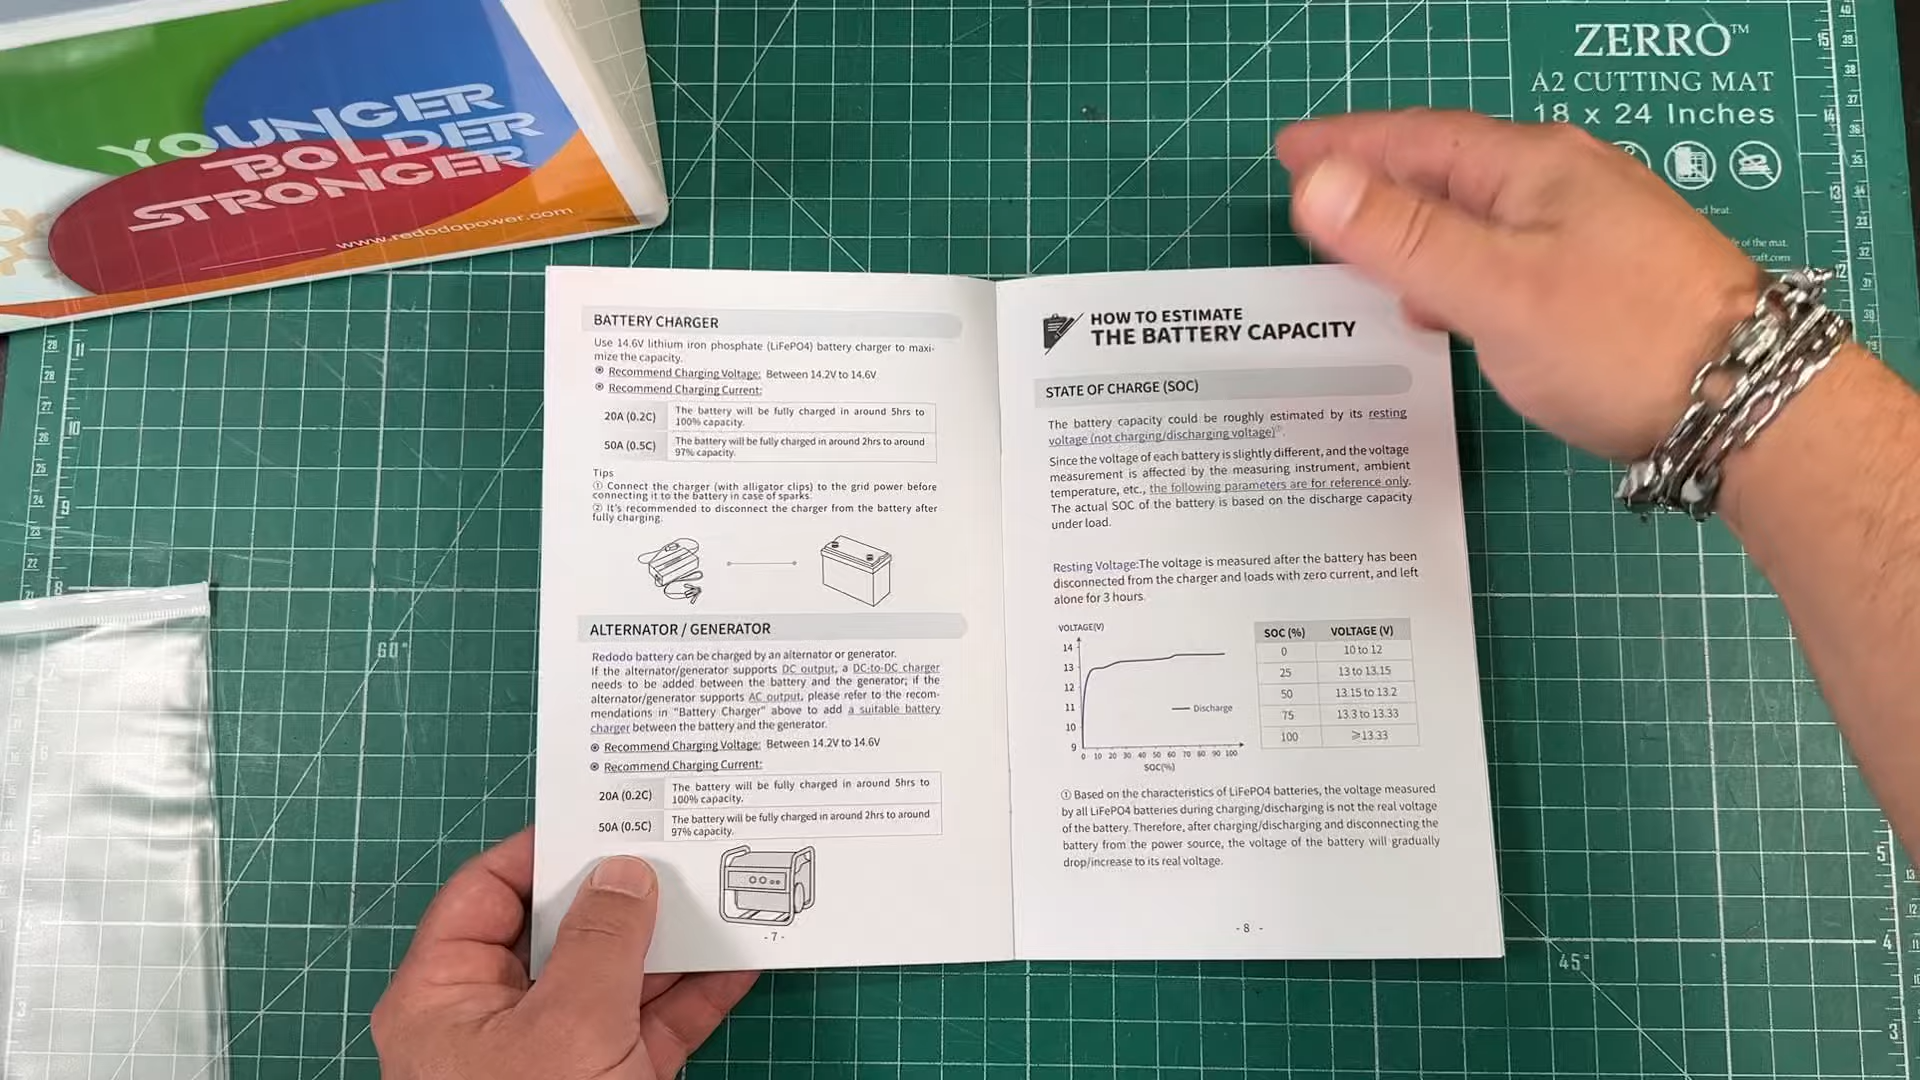 YOUNGER
BOLDER
STRONGER
www.redodopower.com
ZERRO™
A2 CUTTING MAT
18 x 24 Inches
nd heat.
of the mat.
raft.com
BATTERY CHARGER
Use 14.6V lithium iron phosphate (LiFePO4) battery charger to maxi-
mize the capacity.
Recommend Charging Voltage: Between 14.2V to 14.6V
Recommend Charging Current:
20A (0.2C) The battery will be fully charged in around 5hrs to
100% capacity.
50A (0.5C) The battery will be fully charged in around 2hrs to around
97% capacity.
Tips
① Connect the charger (with alligator clips) to the grid power before
connecting it to the battery in case of sparks.
② It's recommended to disconnect the charger from the battery after
fully charging.
ALTERNATOR / GENERATOR
Redodo battery can be charged by an alternator or generator.
If the alternator/generator supports DC output, a DC-to-DC charger
needs to be added between the battery and the generator; if the
alternator/generator supports AC output, please refer to the recom-
mendations in "Battery Charger" above to add a suitable battery
charger between the battery and the generator.
Recommend Charging Voltage: Between 14.2V to 14.6V
Recommend Charging Current:
20A (0.2C) The battery will be fully charged in around 5hrs to
100% capacity.
50A (0.5C) The battery will be fully charged in around 2hrs to around
97% capacity.
- 7 -
HOW TO ESTIMATE
THE BATTERY CAPACITY
STATE OF CHARGE (SOC)
The battery capacity could be roughly estimated by its resting
voltage (not charging/discharging voltage)①.
Since the voltage of each battery is slightly different, and the voltage
measurement is affected by the measuring instrument, ambient
temperature, etc., the following parameters are for reference only.
The actual SOC of the battery is based on the discharge capacity
under load.
Resting Voltage:The voltage is measured after the battery has been
disconnected from the charger and loads with zero current, and left
alone for 3 hours.
VOLTAGE(V)
14
13
12
11
10
9
0 10 20 30 40 50 60 70 80 90 100
SOC(%)
Discharge
SOC (%) VOLTAGE (V)
0 10 to 12
25 13 to 13.15
50 13.15 to 13.2
75 13.3 to 13.33
100 ⩾13.33
① Based on the characteristics of LiFePO4 batteries, the voltage measured
by all LiFePO4 batteries during charging/discharging is not the real voltage
of the battery. Therefore, after charging/discharging and disconnecting the
battery from the power source, the voltage of the battery will gradually
drop/increase to its real voltage.
- 8 -
60°
45°